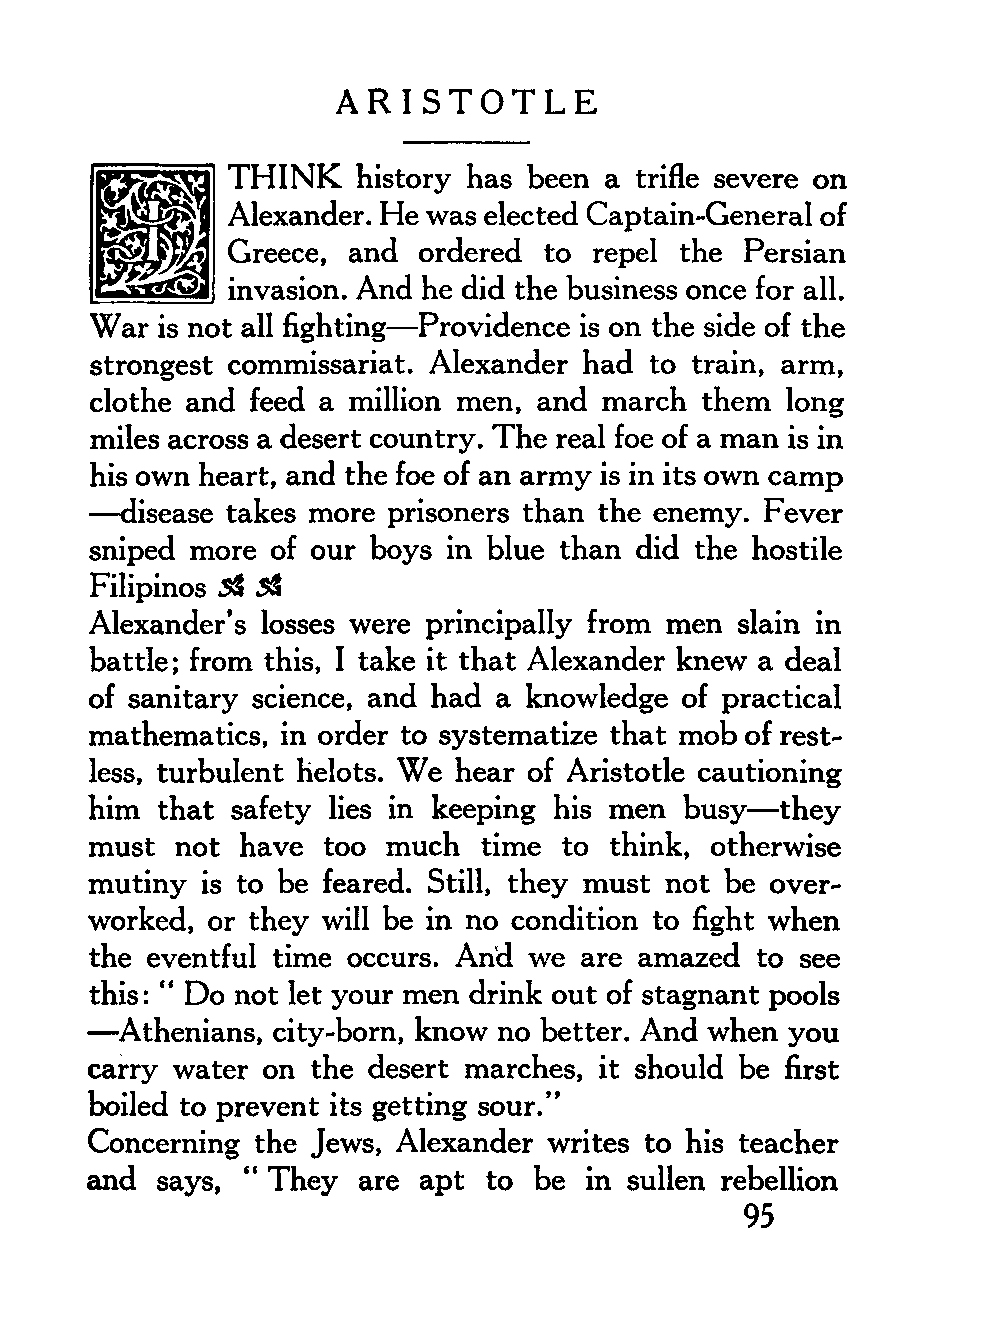 ARISTOTLE
I THINK history has been a trifle severe on
Alexander. He was elected Captain-General of
Greece, and ordered to repel the Persian
invasion. And he did the business once for all.
War is not all fighting—Providence is on the side of the
strongest commissariat. Alexander had to train, arm,
clothe and feed a million men, and march them long
miles across a desert country. The real foe of a man is in
his own heart, and the foe of an army is in its own camp
—disease takes more prisoners than the enemy. Fever
sniped more of our boys in blue than did the hostile
Filipinos
Alexander's losses were principally from men slain in
battle; from this, I take it that Alexander knew a deal
of sanitary science, and had a knowledge of practical
mathematics, in order to systematize that mob of rest-
less, turbulent helots. We hear of Aristotle cautioning
him that safety lies in keeping his men busy—they
must not have too much time to think, otherwise
mutiny is to be feared. Still, they must not be over-
worked, or they will be in no condition to fight when
the eventful time occurs. And we are amazed to see
this: " Do not let your men drink out of stagnant pools
—Athenians, city-born, know no better. And when you
carry water on the desert marches, it should be first
boiled to prevent its getting sour."
Concerning the Jews, Alexander writes to his teacher
and says, " They are apt to be in sullen rebellion
95